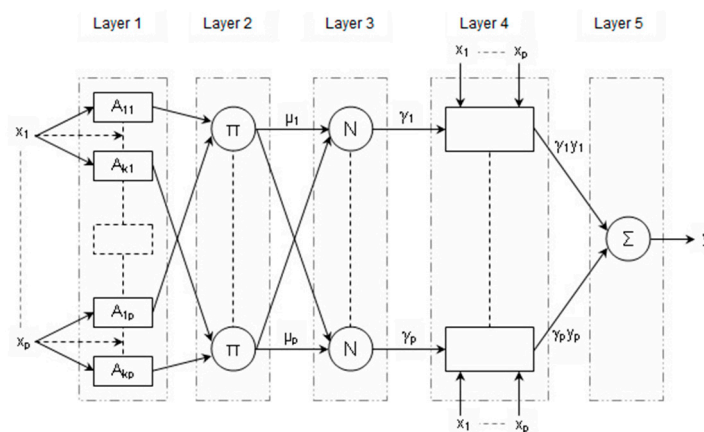 Layer 1 Layer 2 Layer 3 Layer 4 Layer 5
x₁ xₚ
A₁₁ μ₁ γ₁
x₁ Π N
Aₖ₁ γ₁y₁
Σ
A₁ₚ
xₚ Π μₚ N γₚ γₚyₚ
Aₖₚ
x₁ xₚ